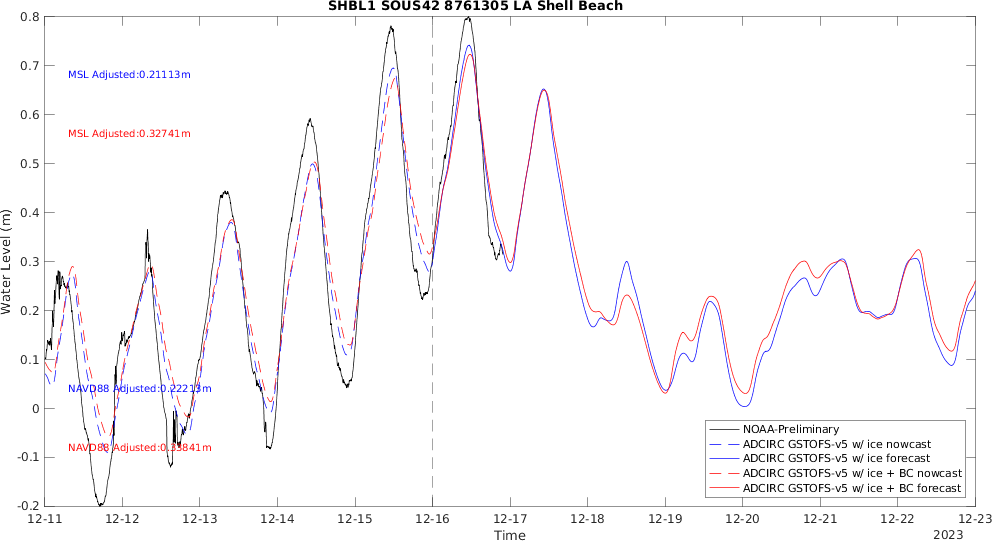 SHBL1 SOUS42 8761305 LA Shell Beach
0.8
0.7
0.6
0.5
0.4
0.3
0.2
0.1
0
-0.1
-0.2
Water Level (m)
MSL Adjusted:0.21113m
MSL Adjusted:0.32741m
NAVD88 Adjusted:0.22213m
NAVD88 Adjusted:0.33841m
NOAA-Preliminary
ADCIRC GSTOFS-v5 w/ ice nowcast
ADCIRC GSTOFS-v5 w/ ice forecast
ADCIRC GSTOFS-v5 w/ ice + BC nowcast
ADCIRC GSTOFS-v5 w/ ice + BC forecast
12-11 12-12 12-13 12-14 12-15 12-16 12-17 12-18 12-19 12-20 12-21 12-22 12-23
Time
2023